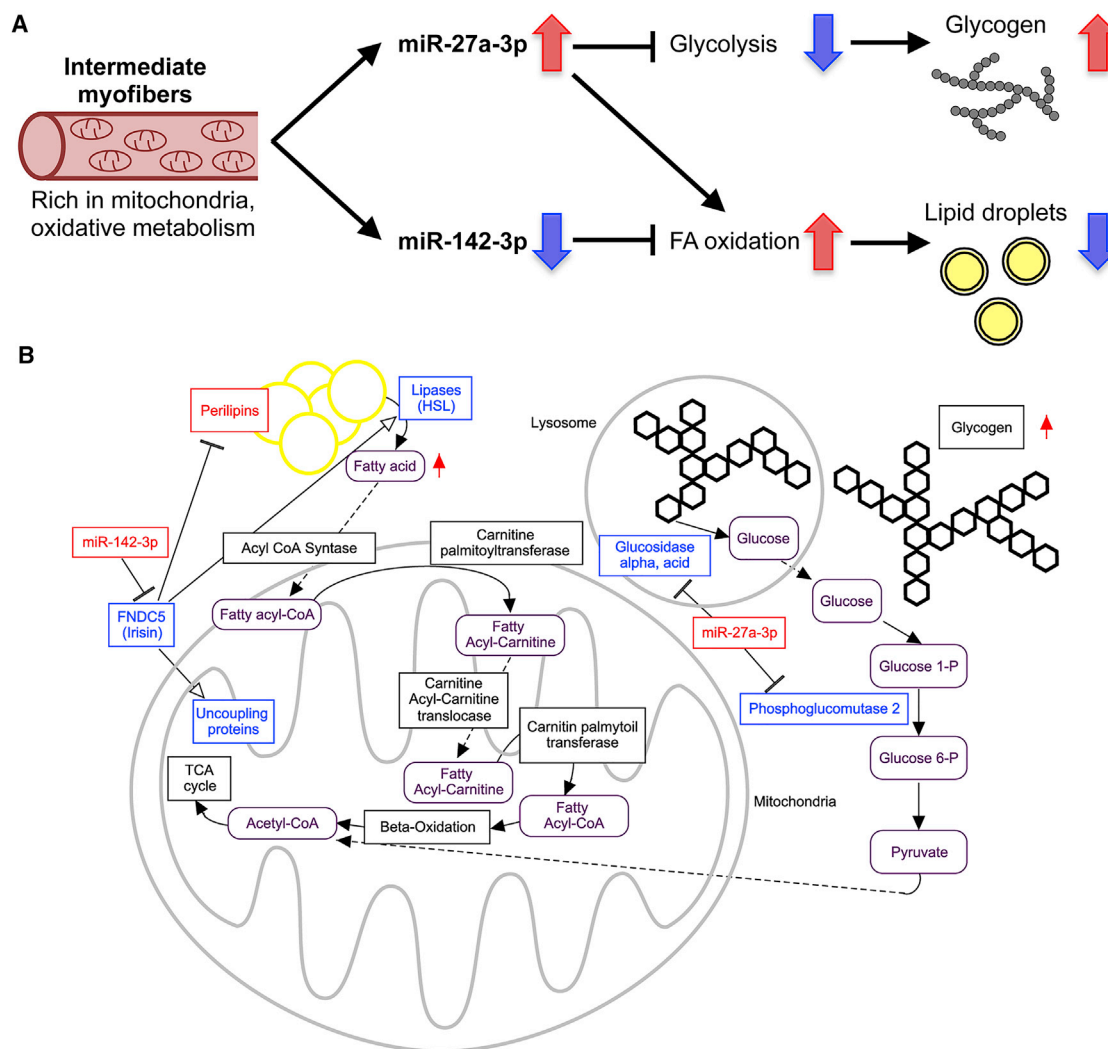 A
Intermediate
myofibers
Rich in mitochondria,
oxidative metabolism
miR-27a-3p
Glycolysis
Glycogen
miR-142-3p
FA oxidation
Lipid droplets
B
Perilipins
Lipases
(HSL)
Fatty acid
miR-142-3p
Acyl CoA Syntase
Carnitine
palmitoyltransferase
FNDC5
(Irisin)
Fatty acyl-CoA
Fatty
Acyl-Carnitine
Uncoupling
proteins
Carnitine
Acyl-Carnitine
translocase
Carnitin palmytoil
transferase
TCA
cycle
Fatty
Acyl-Carnitine
Acetyl-CoA
Beta-Oxidation
Fatty
Acyl-CoA
Mitochondria
Lysosome
Glycogen
Glucosidase
alpha, acid
Glucose
Glucose
miR-27a-3p
Glucose 1-P
Phosphoglucomutase 2
Glucose 6-P
Pyruvate